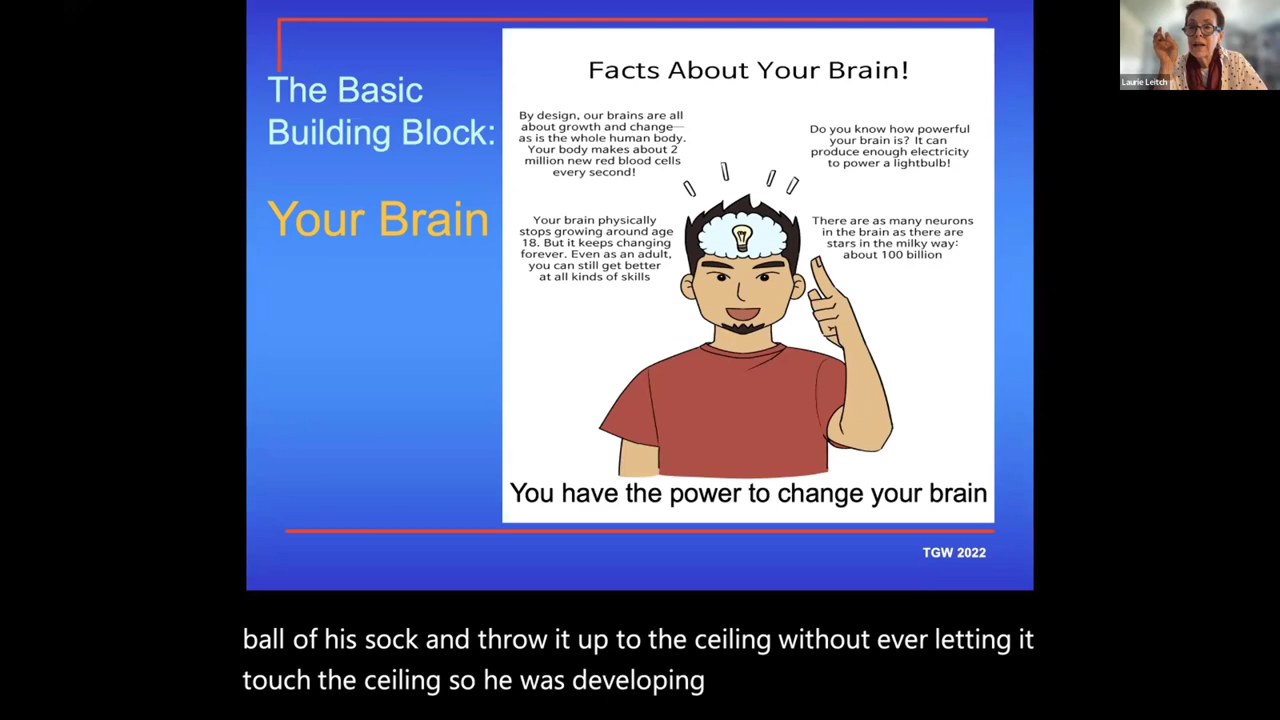 The Basic
Building Block:
Your Brain
Facts About Your Brain!
By design, our brains are all
about growth and change—
as is the whole human body.
Your body makes about 2
million new red blood cells
every second!
Do you know how powerful
your brain is? It can
produce enough electricity
to power a lightbulb!
Your brain physically
stops growing around age
18. But it keeps changing
forever. Even as an adult,
you can still get better
at all kinds of skills
There are as many neurons
in the brain as there are
stars in the milky way:
about 100 billion
You have the power to change your brain
TGW 2022
Laurie Leitch
ball of his sock and throw it up to the ceiling without ever letting it
touch the ceiling so he was developing